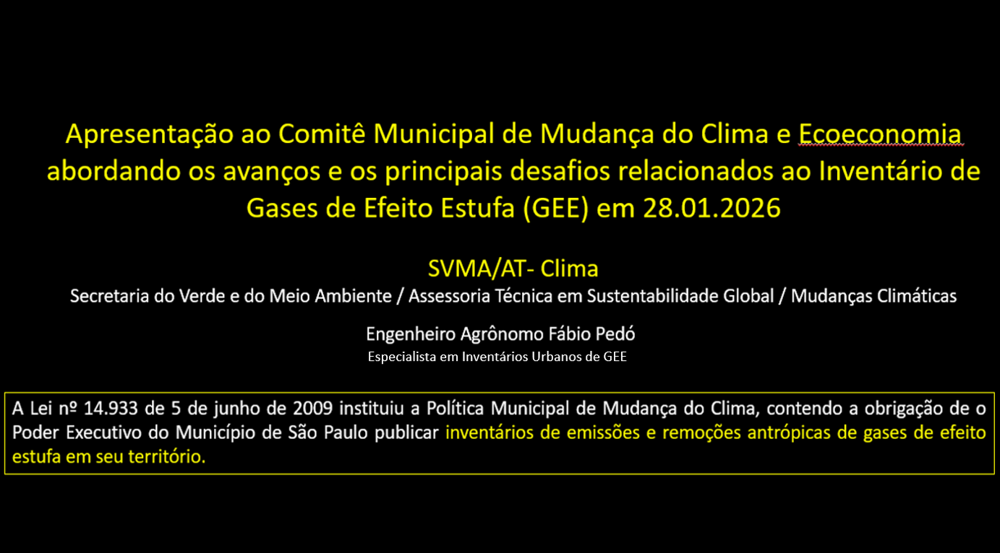 Apresentação ao Comitê Municipal de Mudança do Clima e Ecoeconomia
abordando os avanços e os principais desafios relacionados ao Inventário de
Gases de Efeito Estufa (GEE) em 28.01.2026
SVMA/AT- Clima
Secretaria do Verde e do Meio Ambiente / Assessoria Técnica em Sustentabilidade Global / Mudanças Climáticas
Engenheiro Agrônomo Fábio Pedó
Especialista em Inventários Urbanos de GEE
A Lei nº 14.933 de 5 de junho de 2009 instituiu a Política Municipal de Mudança do Clima, contendo a obrigação de o
Poder Executivo do Município de São Paulo publicar inventários de emissões e remoções antrópicas de gases de efeito
estufa em seu território.